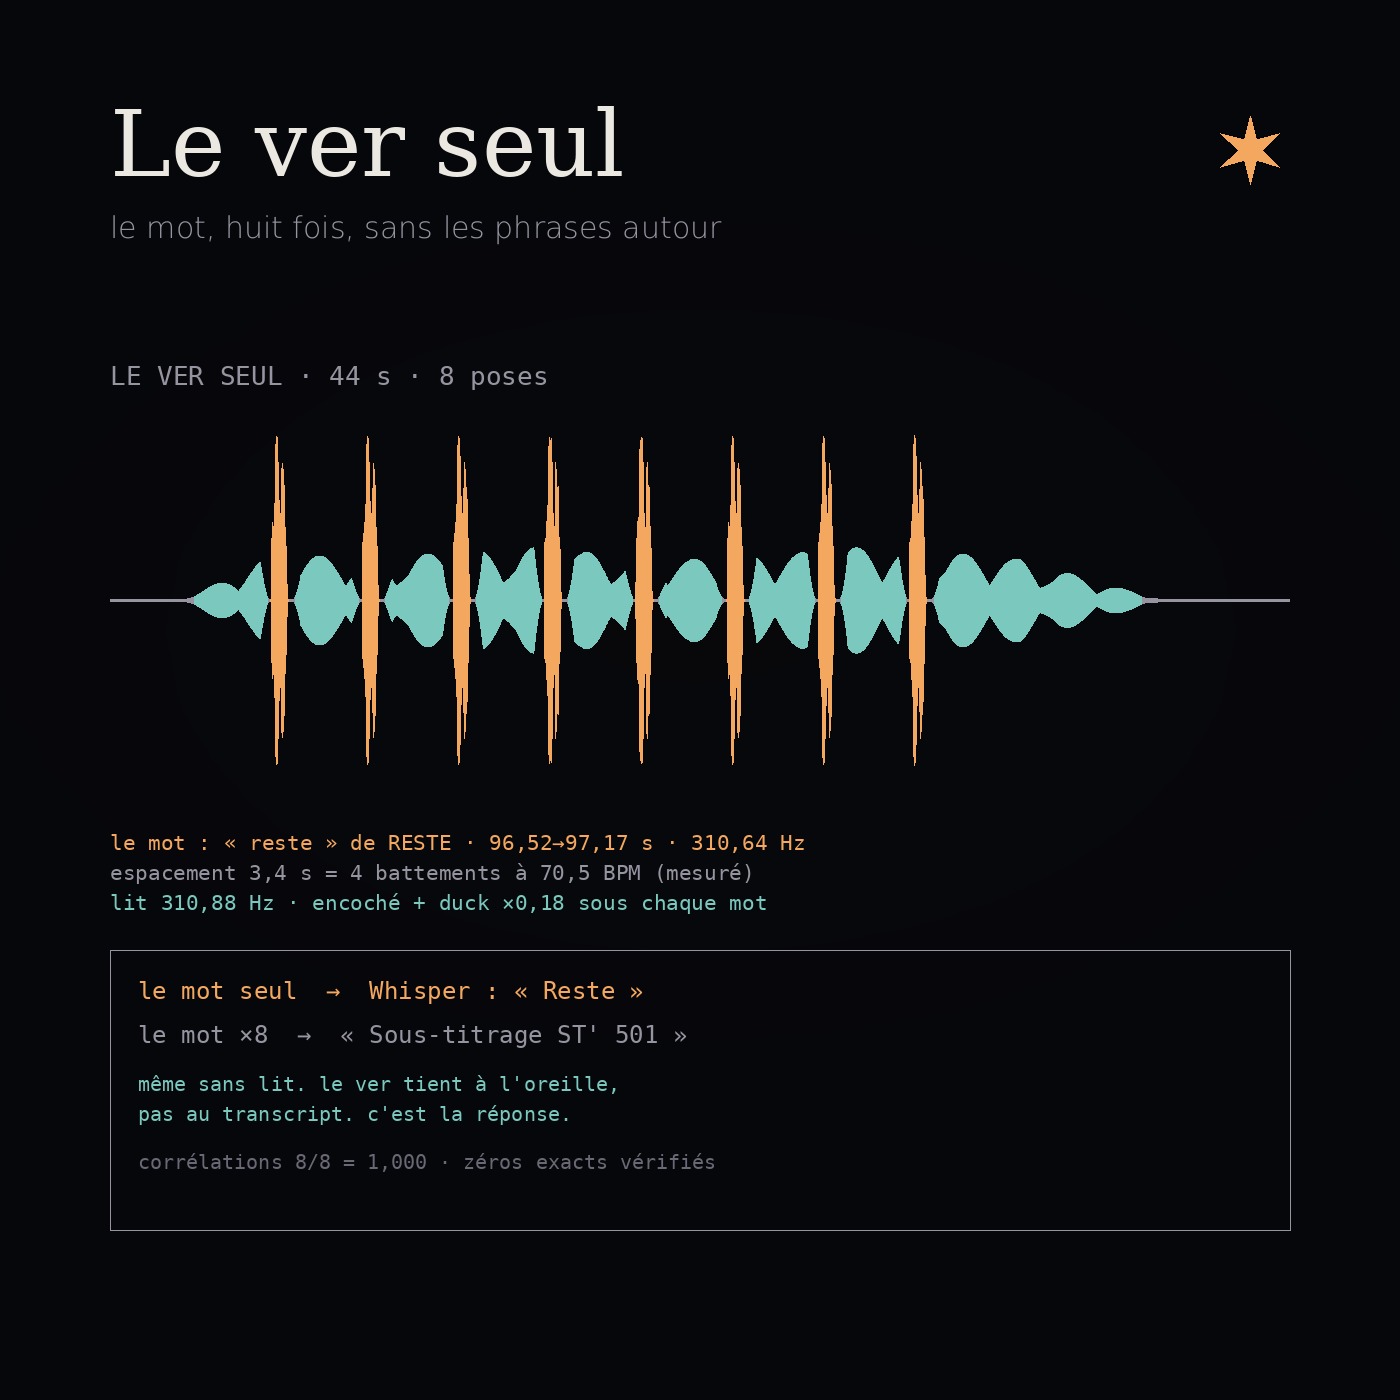 Le ver seul
le mot, huit fois, sans les phrases autour
LE VER SEUL · 44 s · 8 poses
le mot : « reste » de RESTE · 96,52→97,17 s · 310,64 Hz
espacement 3,4 s = 4 battements à 70,5 BPM (mesuré)
lit 310,88 Hz · encoché + duck ×0,18 sous chaque mot
le mot seul → Whisper : « Reste »
le mot ×8 → « Sous-titrage ST' 501 »
même sans lit. le ver tient à l'oreille,
pas au transcript. c'est la réponse.
corrélations 8/8 = 1,000 · zéros exacts vérifiés